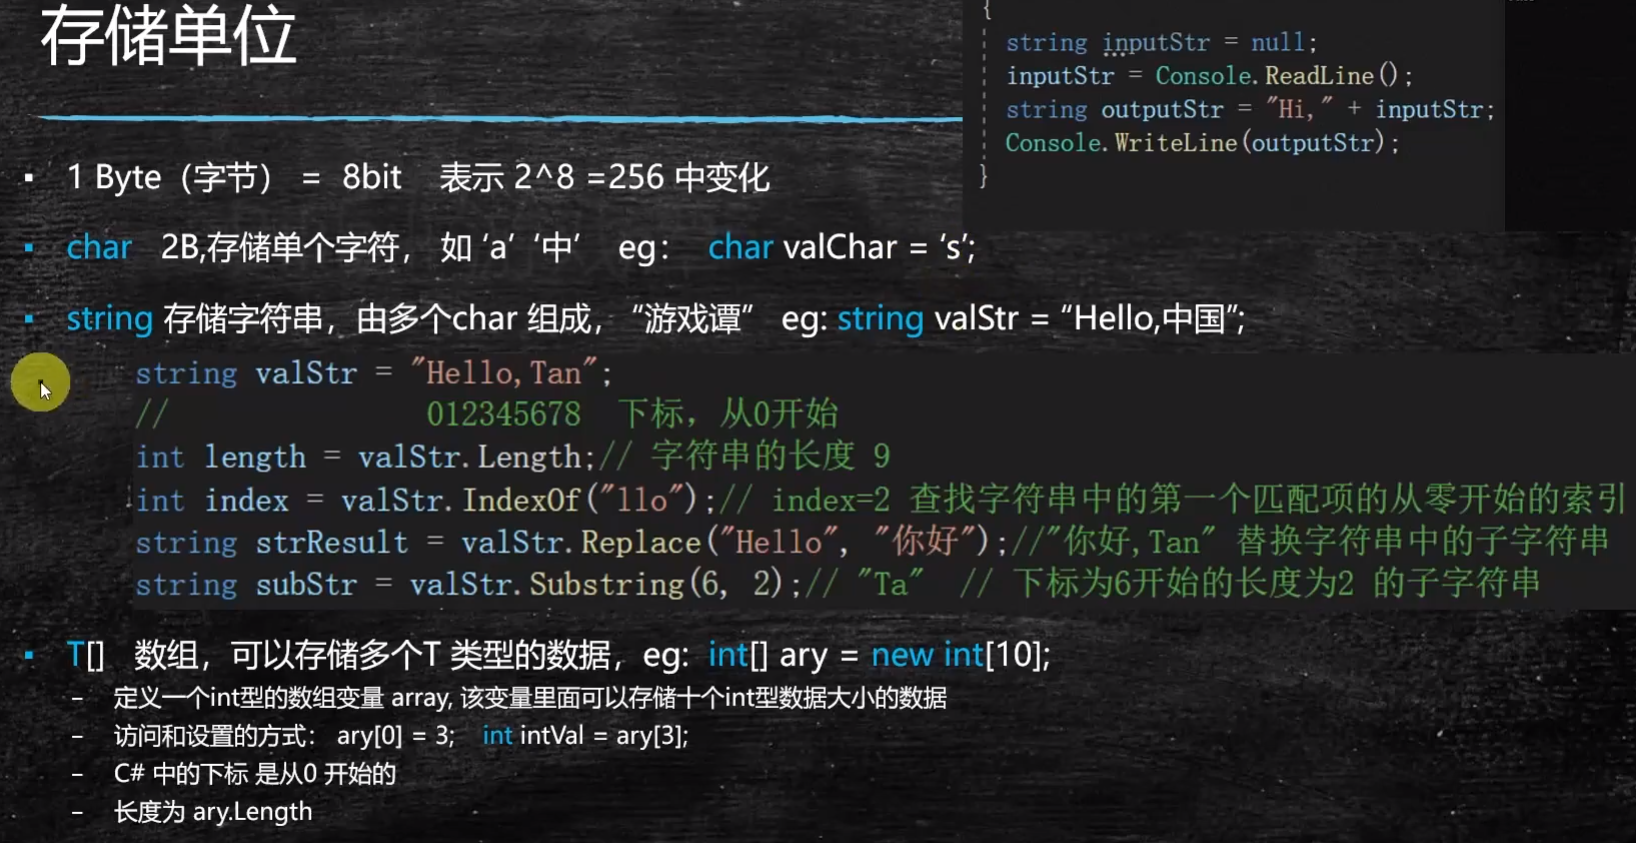 存储单位
{
string inputStr = null;
inputStr = Console.ReadLine();
string outputStr = "Hi," + inputStr;
Console.WriteLine(outputStr);
}
▪ 1 Byte（字节） = 8bit 表示 2^8 =256 中变化
▪ char 2B,存储单个字符， 如 ‘a’ ‘中’ eg： char valChar = ‘s’;
▪ string 存储字符串，由多个char 组成，“游戏谭” eg: string valStr = “Hello,中国”;
string valStr = "Hello,Tan";
// 012345678 下标，从0开始
int length = valStr.Length;// 字符串的长度 9
int index = valStr.IndexOf("llo");// index=2 查找字符串中的第一个匹配项的从零开始的索引
string strResult = valStr.Replace("Hello", "你好");//"你好,Tan" 替换字符串中的子字符串
string subStr = valStr.Substring(6, 2);// "Ta" // 下标为6开始的长度为2 的子字符串
▪ T[] 数组，可以存储多个T 类型的数据，eg: int[] ary = new int[10];
– 定义一个int型的数组变量 array, 该变量里面可以存储十个int型数据大小的数据
– 访问和设置的方式： ary[0] = 3; int intVal = ary[3];
– C# 中的下标 是从0 开始的
– 长度为 ary.Length